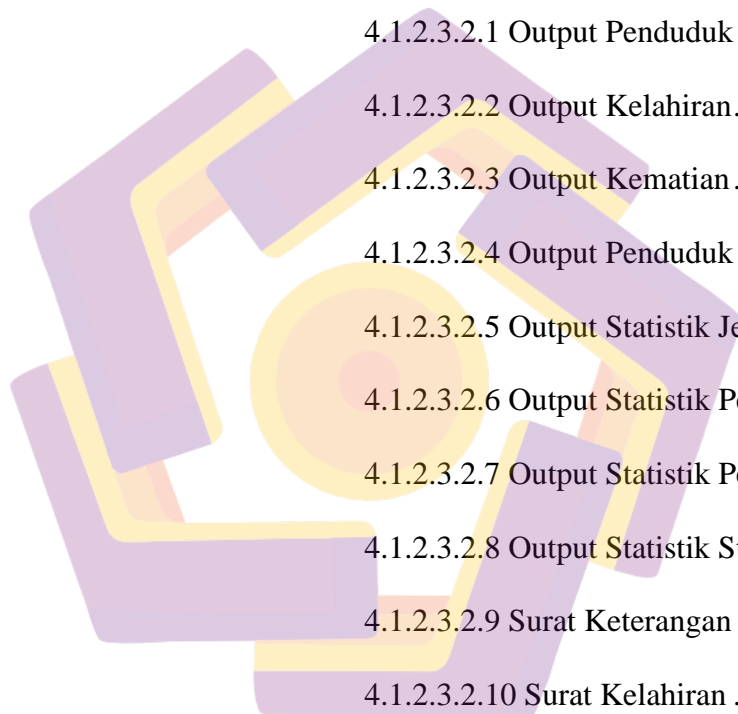 4.1.2.3.2.1 Output Penduduk
4.1.2.3.2.2 Output Kelahiran.
4.1.2.3.2.3 Output Kematian .
4.1.2.3.2.4 Output Penduduk
4.1.2.3.2.5 Output Statistik
4.1.2.3.2.6 Output Statistik
4.1.2.3.2.7 Output Statistik
4.1.2.3.2.8 Output Statistik
4.1.2.3.2.9 Surat Keterangan
4.1.2.3.2.10 Surat Kelahiran .